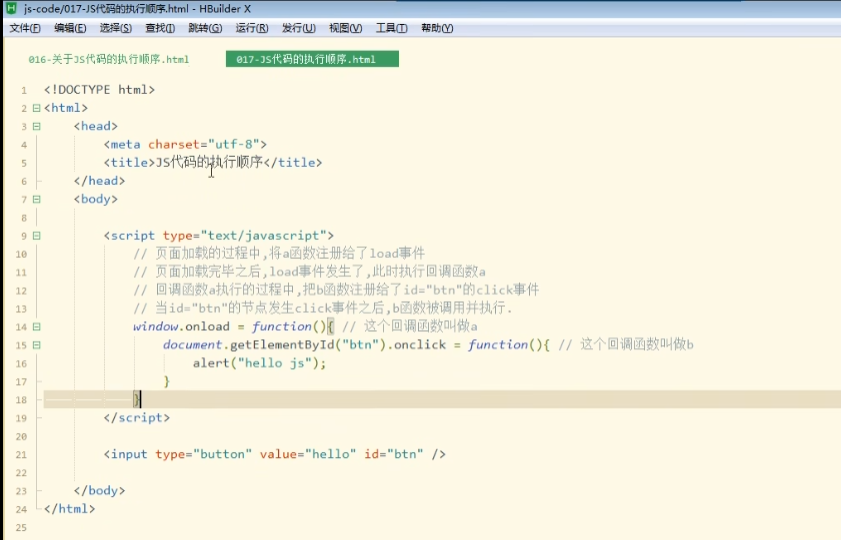 js-code/017-JS代码的执行顺序.html - HBuilder X
文件(F) 编辑(E) 选择(S) 查找(I) 跳转(G) 运行(R) 发行(U) 视图(V) 工具(T) 帮助(Y)
016-关于JS代码的执行顺序.html 017-JS代码的执行顺序.html
1 <!DOCTYPE html>
2 <html>
3 <head>
4 <meta charset="utf-8">
5 <title>JS代码的执行顺序</title>
6 </head>
7 <body>
8
9 <script type="text/javascript">
10 // 页面加载的过程中,将a函数注册给了load事件
11 // 页面加载完毕之后,load事件发生了,此时执行回调函数a
12 // 回调函数a执行的过程中,把b函数注册给了id="btn"的click事件
13 // 当id="btn"的节点发生click事件之后,b函数被调用并执行.
14 window.onload = function(){ // 这个回调函数叫做a
15 document.getElementById("btn").onclick = function(){ // 这个回调函数叫做b
16 alert("hello js");
17 }
18 }
19 </script>
20
21 <input type="button" value="hello" id="btn" />
22
23 </body>
24 </html>
25